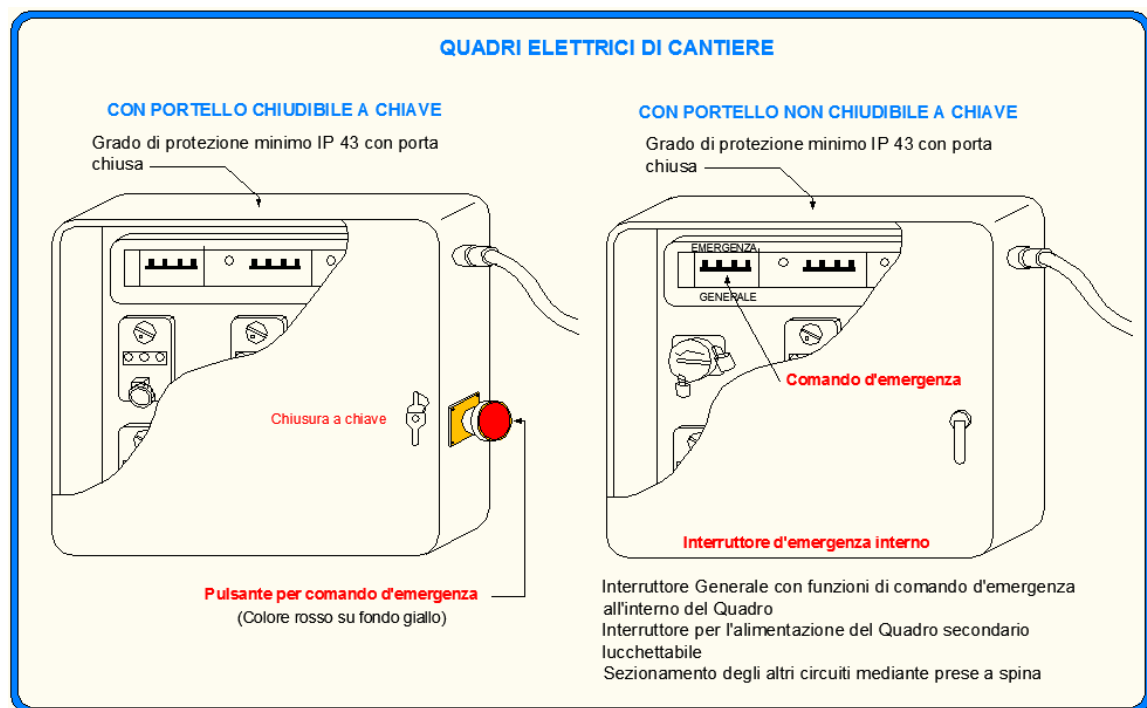 QUADRI ELETTRICI DI CANTIERE
CON PORTELLO CHIUDIBILE A CHIAVE
Grado di protezione minimo IP 43 con porta
chiusa
Chiusura a chiave
Pulsante per comando d'emergenza
(Colore rosso su fondo giallo)
CON PORTELLO NON CHIUDIBILE A CHIAVE
Grado di protezione minimo IP 43 con porta
chiusa
EMERGENZA
GENERALE
Comando d'emergenza
Interruttore d'emergenza interno
Interruttore Generale con funzioni di comando d'emergenza
all'interno del Quadro
Interruttore per l'alimentazione del Quadro secondario
lucchettabile
Sezionamento degli altri circuiti mediante prese a spina